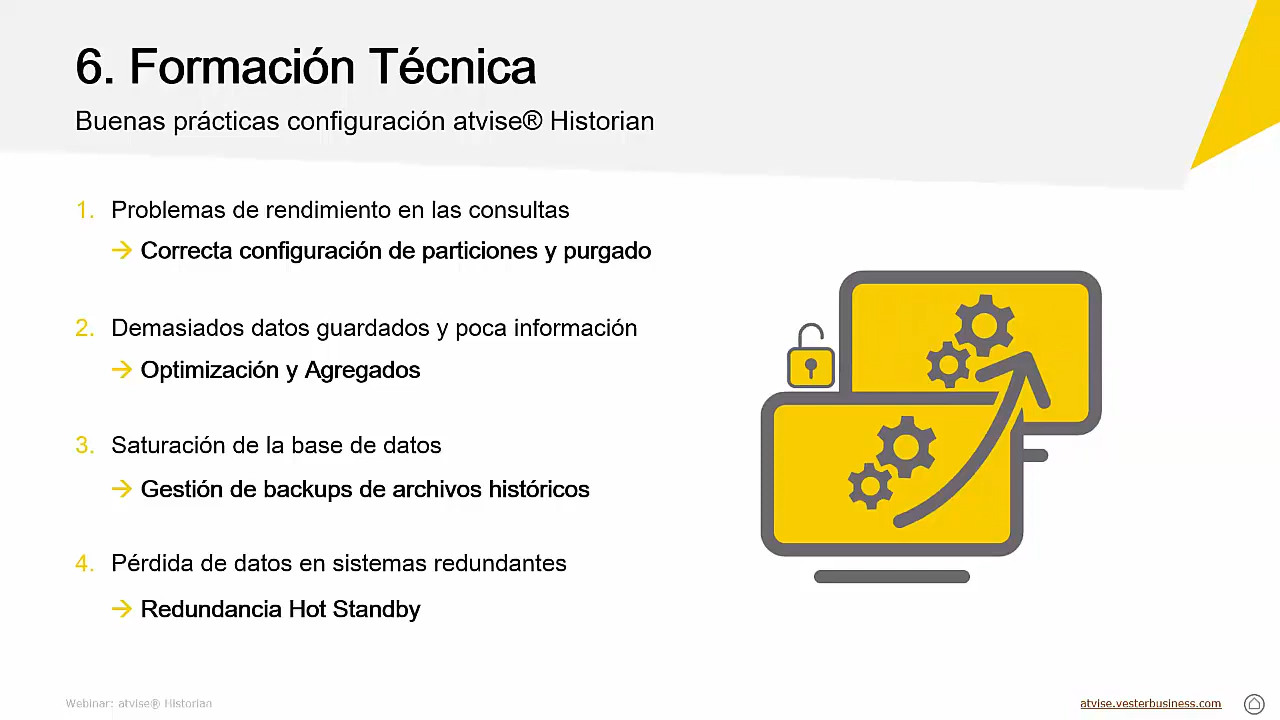 6. Formación Técnica
Buenas prácticas configuración atvise® Historian
1. Problemas de rendimiento en las consultas
→ Correcta configuración de particiones y purgado
2. Demasiados datos guardados y poca información
→ Optimización y Agregados
3. Saturación de la base de datos
→ Gestión de backups de archivos históricos
4. Pérdida de datos en sistemas redundantes
→ Redundancia Hot Standby
Webinar: atvise® Historian
atvise.vesterbusiness.com